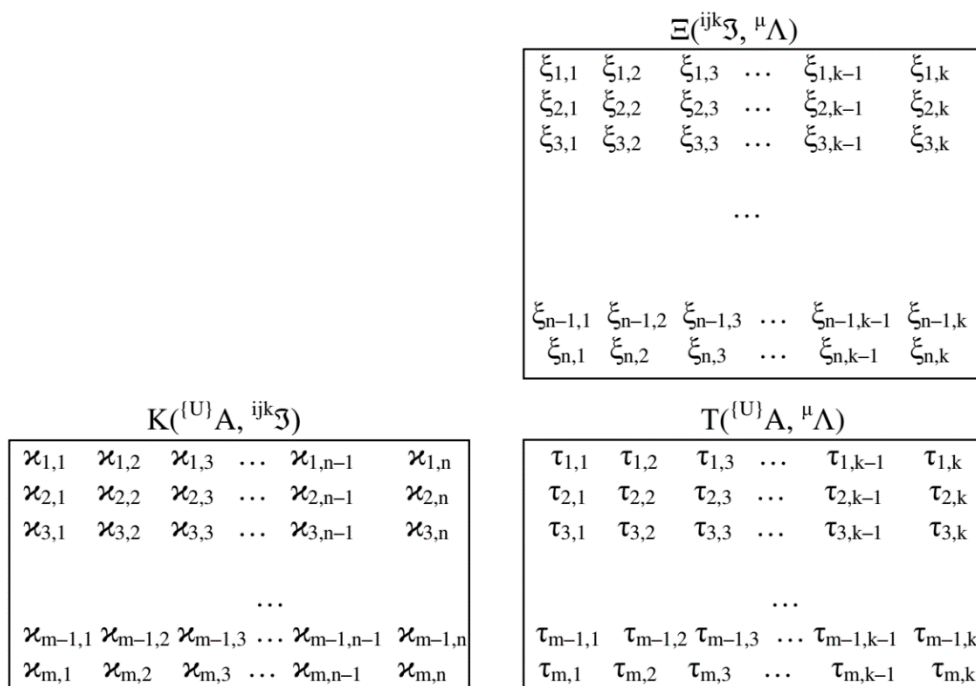 Ξ(ⁱʲᵏℑ, ᵘΛ)
ξ1,1 ξ1,2 ξ1,3 … ξ1,k–1 ξ1,k
ξ2,1 ξ2,2 ξ2,3 … ξ2,k–1 ξ2,k
ξ3,1 ξ3,2 ξ3,3 … ξ3,k–1 ξ3,k
…
ξn–1,1 ξn–1,2 ξn–1,3 … ξn–1,k–1 ξn–1,k
ξn,1 ξn,2 ξn,3 … ξn,k–1 ξn,k
K({U}A, ijkℑ)
ϰ1,1 ϰ1,2 ϰ1,3 … ϰ1,n–1 ϰ1,n
ϰ2,1 ϰ2,2 ϰ2,3 … ϰ2,n–1 ϰ2,n
ϰ3,1 ϰ3,2 ϰ3,3 … ϰ3,n–1 ϰ3,n
…
ϰm–1,1 ϰm–1,2 ϰm–1,3 … ϰm–1,n–1 ϰm–1,n
ϰm,1 ϰm,2 ϰm,3 … ϰm,n–1 ϰm,n
T({U}A, μΛ)
τ1,1 τ1,2 τ1,3 … τ1,k–1 τ1,k
τ2,1 τ2,2 τ2,3 … τ2,k–1 τ2,k
τ3,1 τ3,2 τ3,3 … τ3,k–1 τ3,k
…
τm–1,1 τm–1,2 τm–1,3 … τm–1,k–1 τm–1,k
τm,1 τm,2 τm,3 … τm,k–1 τm,k